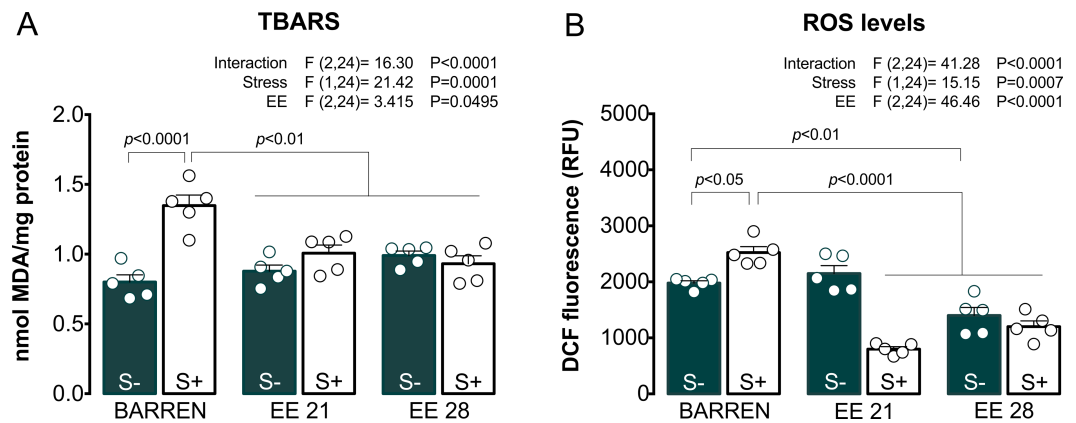 A
TBARS
Interaction F (2,24)= 16.30 P<0.0001
Stress F (1,24)= 21.42 P=0.0001
EE F (2,24)= 3.415 P=0.0495
nmol MDA/mg protein
2.0
1.5
1.0
0.5
0.0
p<0.0001
p<0.01
S- S+ S- S+ S- S+
BARREN EE 21 EE 28
B
ROS levels
Interaction F (2,24)= 41.28 P<0.0001
Stress F (1,24)= 15.15 P=0.0007
EE F (2,24)= 46.46 P<0.0001
DCF fluorescence (RFU)
5000
4000
3000
2000
1000
0
p<0.01
p<0.05
p<0.0001
S- S+ S- S+ S- S+
BARREN EE 21 EE 28